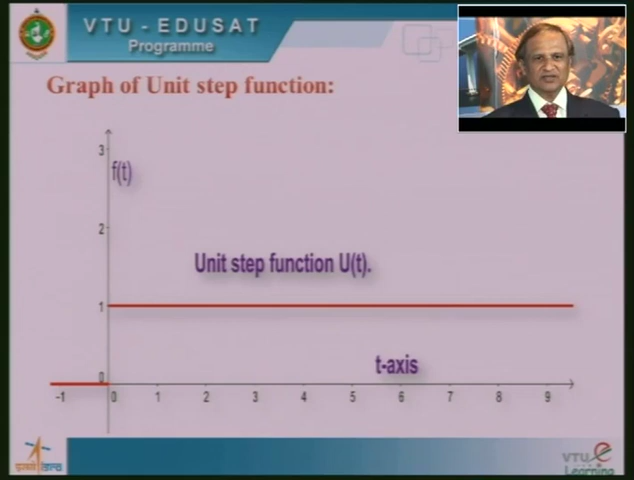 VTU - EDUSAT
Programme
Graph of Unit step function:
3
f(t)
2
Unit step function U(t).
1
t-axis
0
-1 0 1 2 3 4 5 6 7 8 9
VTU e
Learning